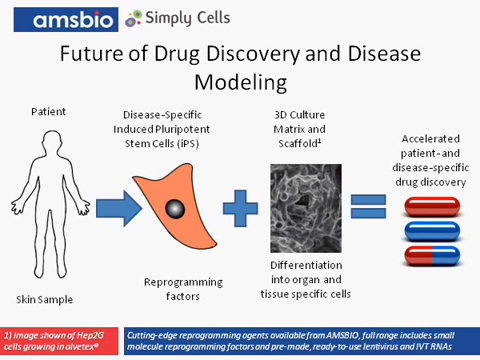 amsbio Simply Cells
Future of Drug Discovery and Disease
Modeling
Patient
Skin Sample
Disease-Specific
Induced Pluripotent
Stem Cells (iPS)
Reprogramming
factors
3D Culture
Matrix and
Scaffold¹
Differentiation
into organ and
tissue specific cells
Accelerated
patient- and
disease-specific
drug discovery
1) Image shown of Hep2G
cells growing in alvetex®
Cutting-edge reprogramming agents available from AMSBIO, full range includes small
molecule reprogramming factors and pre-made, ready-to-use lentivirus and IVT RNAs